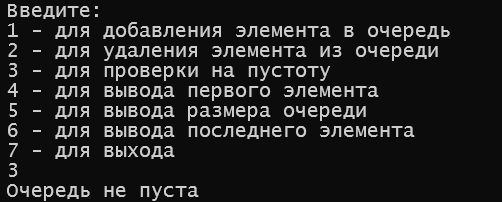 Введите:
1 - для добавления элемента в очередь
2 - для удаления элемента из очереди
3 - для проверки на пустоту
4 - для вывода первого элемента
5 - для вывода размера очереди
6 - для вывода последнего элемента
7 - для выхода
3
Очередь не пуста